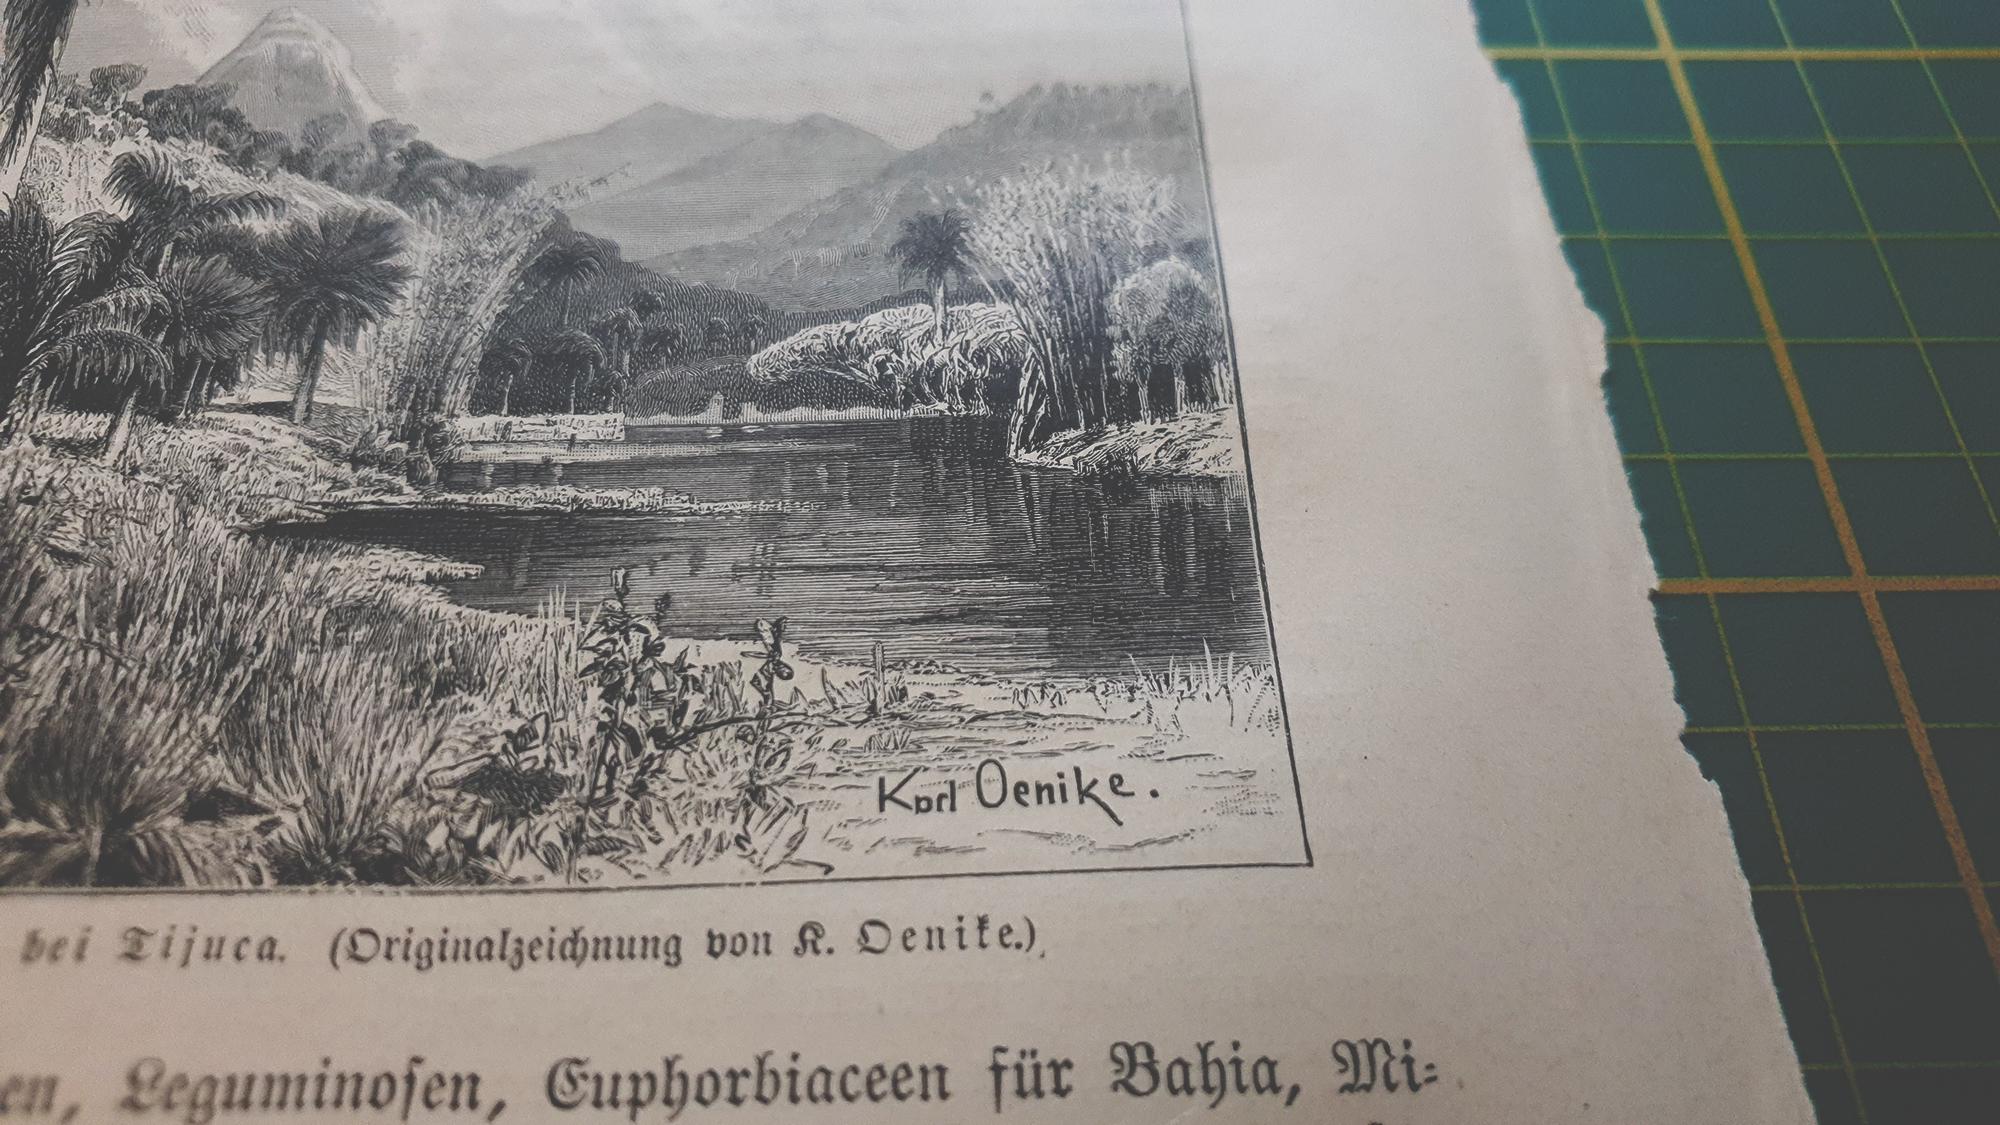 Karl Oenike.
bei Tijuca. (Originalzeichnung von K. Oenike.)
en, Leguminoſen, Euphorbiaceen für Bahia, Mi⸗